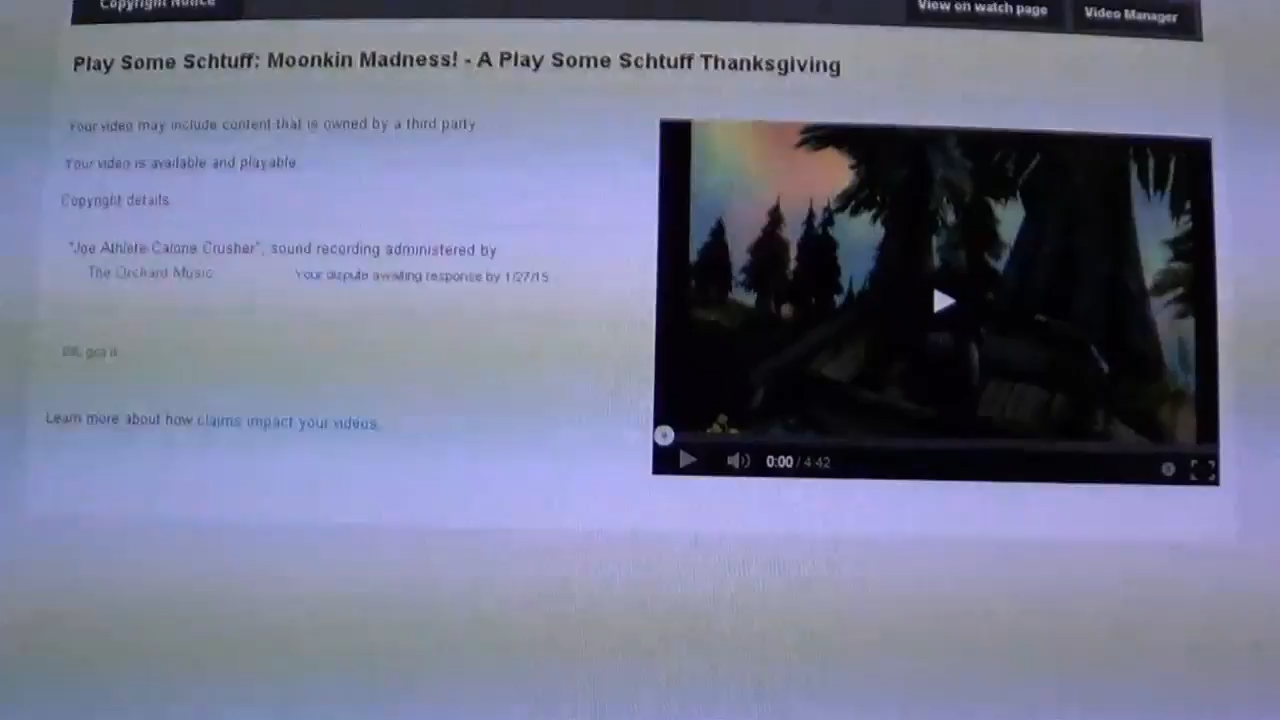 Copyright Notice
View on watch page
Video Manager
Play Some Schtuff: Moonkin Madness! - A Play Some Schtuff Thanksgiving
Your video may include content that is owned by a third party
Your video is available and playable.
Copyright details
"Joe Athlete Calorie Crusher", sound recording administered by
The Orchard Music
Your dispute awaiting response by 1/27/15
OK, got it
Learn more about how claims impact your videos.
0:00 / 4:42